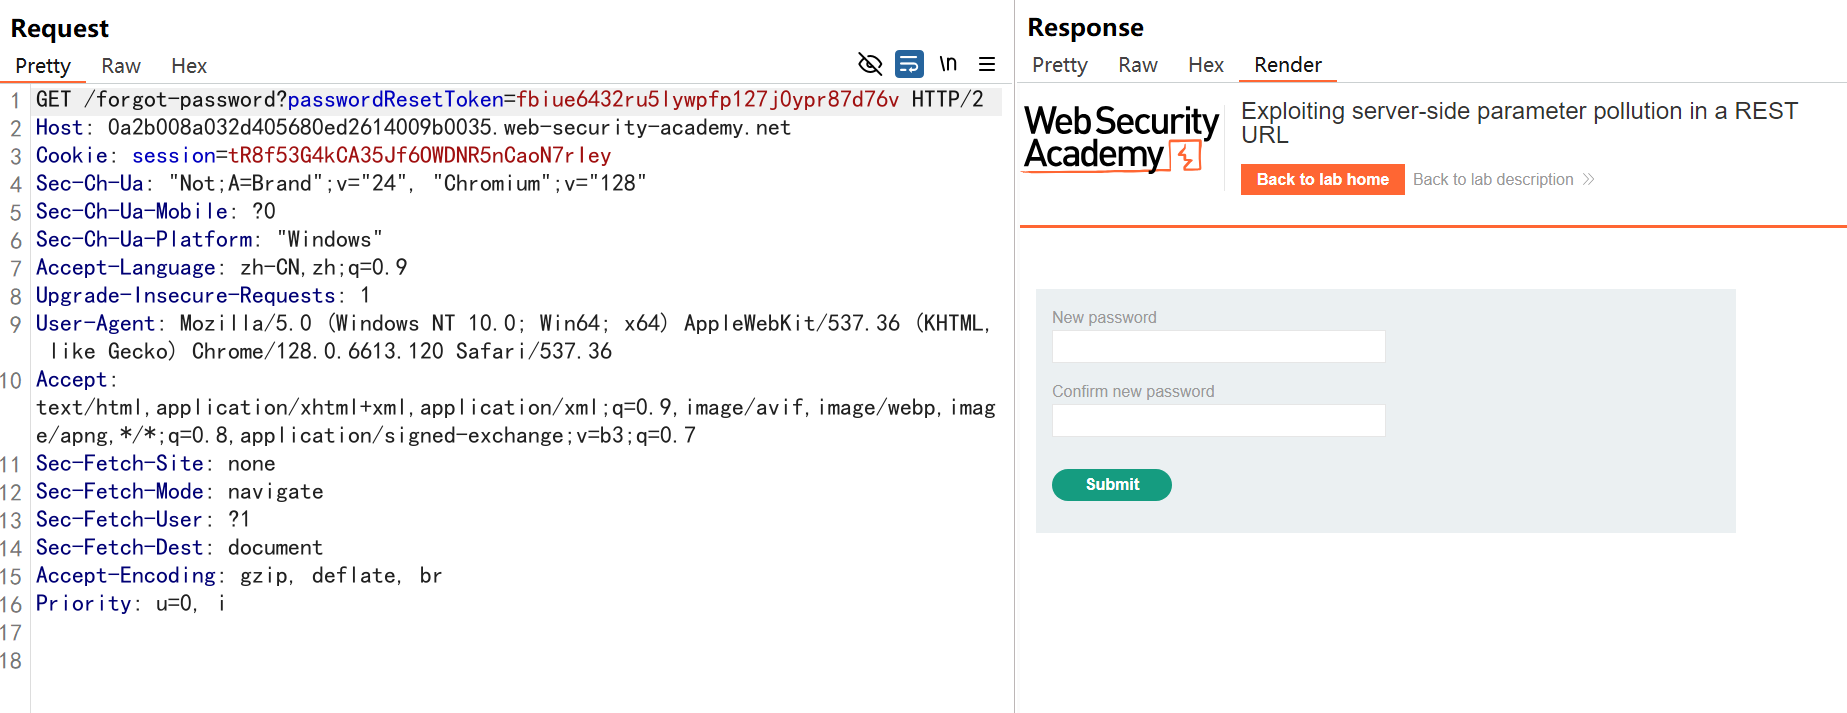 Request
Pretty Raw Hex \n
1 GET /forgot-password?passwordResetToken=fbiue6432ru5lywpfp127j0ypr87d76v HTTP/2
2 Host: 0a2b008a032d405680ed2614009b0035.web-security-academy.net
3 Cookie: session=tR8f53G4kCA35Jf6OWDNR5nCaoN7rIey
4 Sec-Ch-Ua: "Not;A=Brand";v="24", "Chromium";v="128"
5 Sec-Ch-Ua-Mobile: ?0
6 Sec-Ch-Ua-Platform: "Windows"
7 Accept-Language: zh-CN,zh;q=0.9
8 Upgrade-Insecure-Requests: 1
9 User-Agent: Mozilla/5.0 (Windows NT 10.0; Win64; x64) AppleWebKit/537.36 (KHTML,
like Gecko) Chrome/128.0.6613.120 Safari/537.36
10 Accept:
text/html,application/xhtml+xml,application/xml;q=0.9,image/avif,image/webp,imag
e/apng,*/*;q=0.8,application/signed-exchange;v=b3;q=0.7
11 Sec-Fetch-Site: none
12 Sec-Fetch-Mode: navigate
13 Sec-Fetch-User: ?1
14 Sec-Fetch-Dest: document
15 Accept-Encoding: gzip, deflate, br
16 Priority: u=0, i
17
18
Response
Pretty Raw Hex Render
Web Security
Academy
Exploiting server-side parameter pollution in a REST
URL
Back to lab home Back to lab description
New password
Confirm new password
Submit